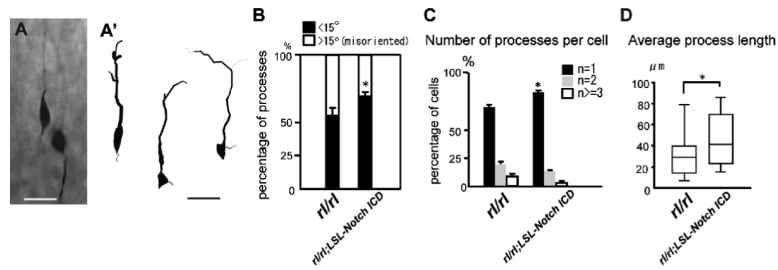 A
A'
B
<15°
>15° (misoriented)
%
100
50
0
percentage of processes
*
rl/rl
rl/rl;LSL-Notch ICD
C
Number of processes per cell
%
100
50
0
percentage of cells
n=1
n=2
n>=3
*
rl/rl
rl/rl;LSL-Notch ICD
D
Average process length
μm
100
80
60
40
20
0
*
rl/rl
rl/rl;LSL-Notch ICD